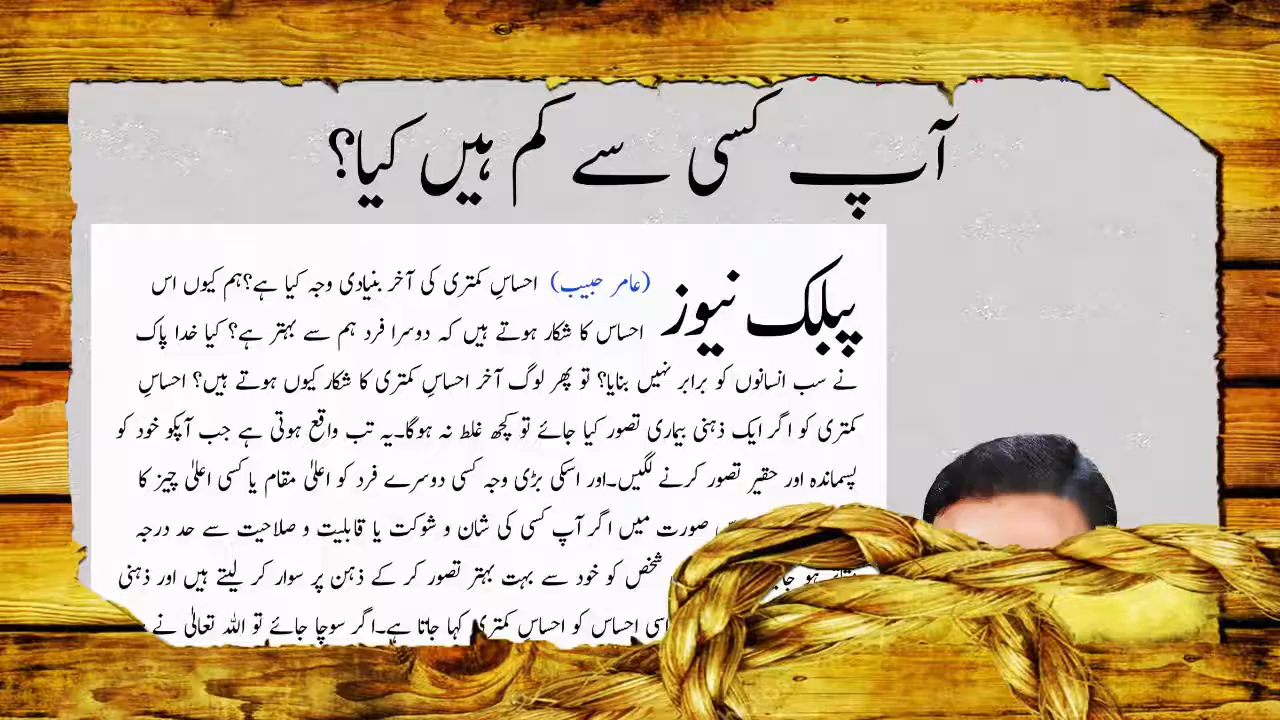 آپ کسی سے کم ہیں کیا؟
پبلک نیوز
(عامر حبیب) احساسِ کمتری کی آخر بنیادی وجہ کیا ہے؟ہم کیوں اس
احساس کا شکار ہوتے ہیں کہ دوسرا فرد ہم سے بہتر ہے؟ کیا خدا پاک
نے سب انسانوں کو برابر نہیں بنایا؟ تو پھر لوگ آخر احساسِ کمتری کا شکار کیوں ہوتے ہیں؟ احساسِ
کمتری کو اگر ایک ذہنی بیماری تصور کیا جائے تو کچھ غلط نہ ہوگا۔یہ تب واقع ہوتی ہے جب آپکو خود کو
پسماندہ اور حقیر تصور کرنے لگیں۔اور اسکی بڑی وجہ کسی دوسرے فرد کو اعلیٰ مقام یا کسی اعلیٰ چیز کا
صورت میں اگر آپ کسی کی شان و شوکت یا قابلیت و صلاحیت سے حد درجہ
شخص کو خود سے بہت بہتر تصور کر کے ذہن پر سوار کر لیتے ہیں اور ذہنی
اسی احساس کو احساسِ کمتری کہا جاتا ہے۔اگر سوچا جائے تو اللہ تعالیٰ نے